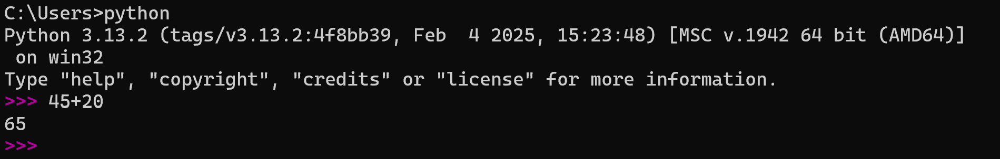 C:\Users>python
Python 3.13.2 (tags/v3.13.2:4f8bb39, Feb  4 2025, 15:23:48) [MSC v.1942 64 bit (AMD64)]
 on win32
Type "help", "copyright", "credits" or "license" for more information.
>>> 45+20
65
>>>